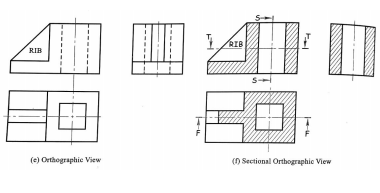 S
T
RIB
T
RIB
S
F
F
(e) Orthographic View
(f) Sectional Orthographic View